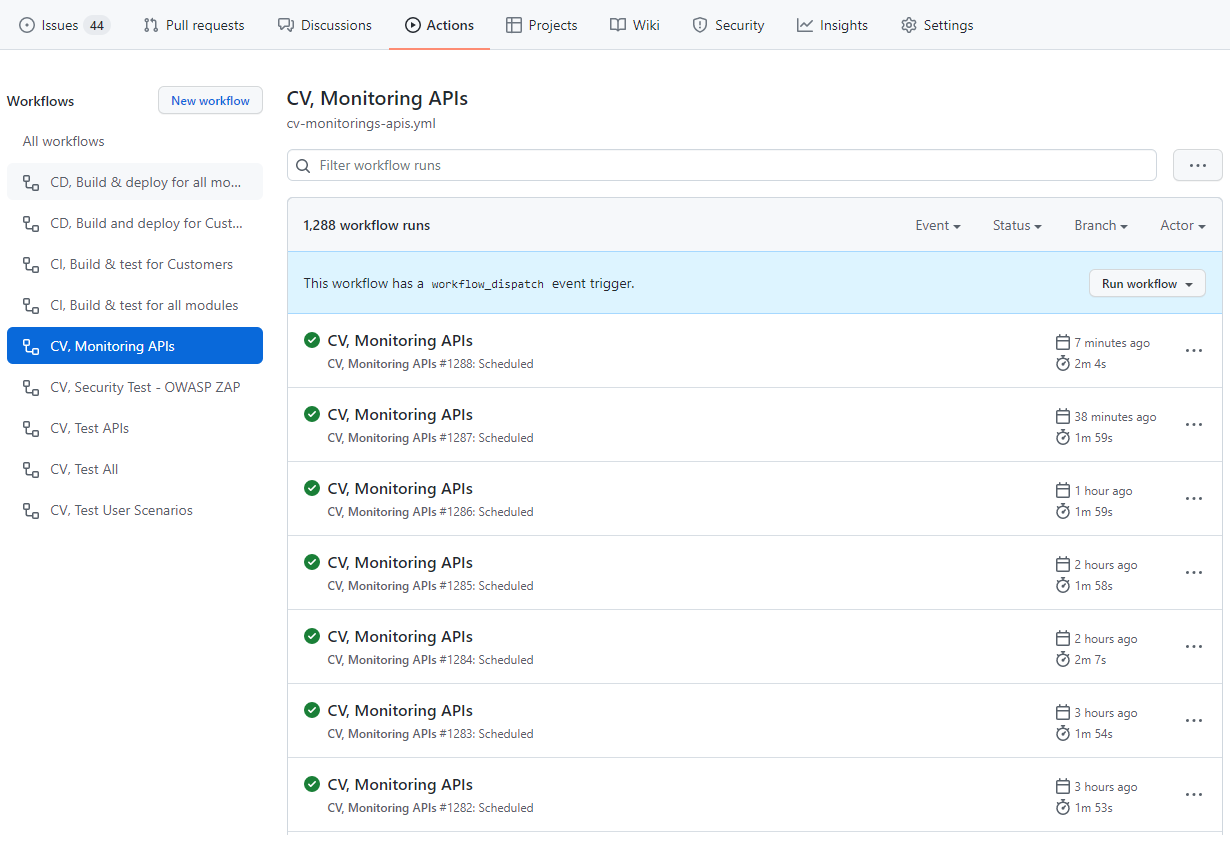 Issues 44 Pull requests Discussions Actions Projects Wiki Security Insights Settings
Workflows
New workflow
All workflows
CD, Build & deploy for all mo...
CD, Build and deploy for Cust...
CI, Build & test for Customers
CI, Build & test for all modules
CV, Monitoring APIs
CV, Security Test - OWASP ZAP
CV, Test APIs
CV, Test All
CV, Test User Scenarios
CV, Monitoring APIs
cv-monitorings-apis.yml
Filter workflow runs
1,288 workflow runs
Event Status Branch Actor
This workflow has a workflow_dispatch event trigger.
Run workflow
CV, Monitoring APIs
CV, Monitoring APIs #1288: Scheduled
7 minutes ago
2m 4s
CV, Monitoring APIs
CV, Monitoring APIs #1287: Scheduled
38 minutes ago
1m 59s
CV, Monitoring APIs
CV, Monitoring APIs #1286: Scheduled
1 hour ago
1m 59s
CV, Monitoring APIs
CV, Monitoring APIs #1285: Scheduled
2 hours ago
1m 58s
CV, Monitoring APIs
CV, Monitoring APIs #1284: Scheduled
2 hours ago
2m 7s
CV, Monitoring APIs
CV, Monitoring APIs #1283: Scheduled
3 hours ago
1m 54s
CV, Monitoring APIs
CV, Monitoring APIs #1282: Scheduled
3 hours ago
1m 53s